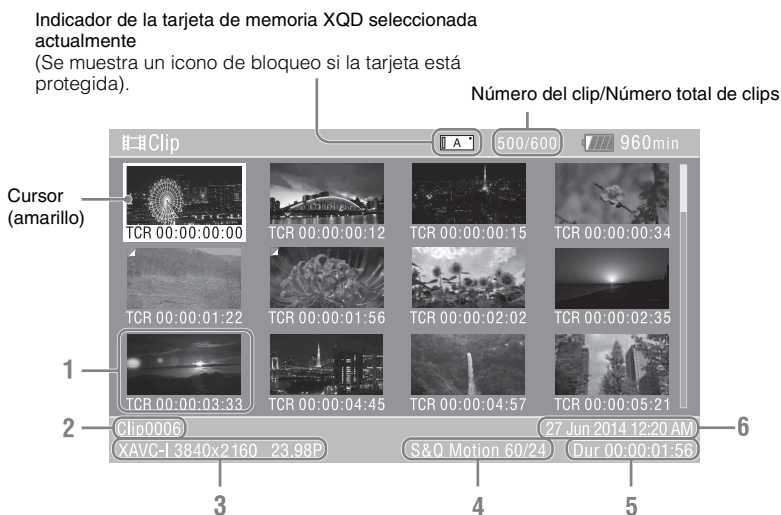 Indicador de la tarjeta de memoria XQD seleccionada
actualmente
(Se muestra un icono de bloqueo si la tarjeta está
protegida).
Número del clip/Número total de clips
Clip
A
500/600
960min
Cursor
(amarillo)
TCR 00:00:00:00
TCR 00:00:00:12
TCR 00:00:00:15
TCR 00:00:00:34
TCR 00:00:01:22
TCR 00:00:01:56
TCR 00:00:02:02
TCR 00:00:02:35
1
TCR 00:00:03:33
TCR 00:00:04:45
TCR 00:00:04:57
TCR 00:00:05:21
2
Clip0006
27 Jun 2014 12:20 AM
6
XAVC-I 3840x2160 23.98P
S&Q Motion 60/24
Dur 00:00:01:56
3
4
5